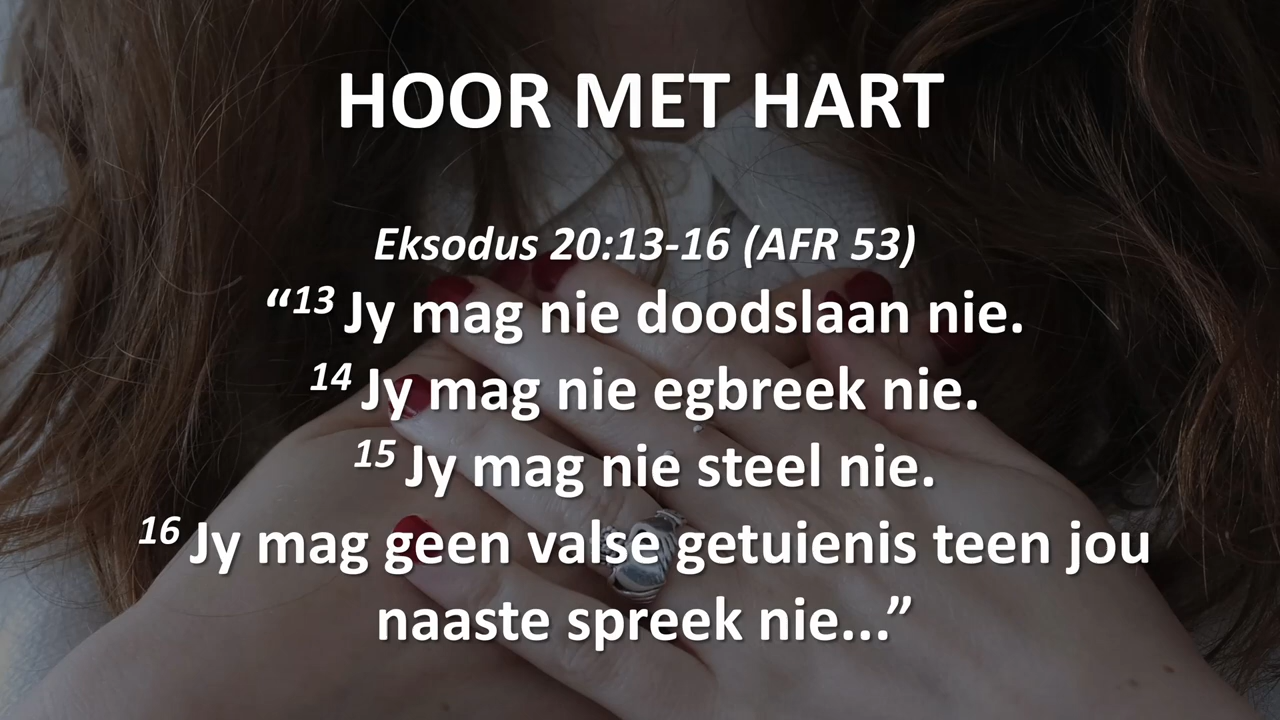 HOOR MET HART
Eksodus 20:13-16 (AFR 53)
“13 Jy mag nie doodslaan nie.
14 Jy mag nie egbreek nie.
15 Jy mag nie steel nie.
16 Jy mag geen valse getuienis teen jou
naaste spreek nie...”